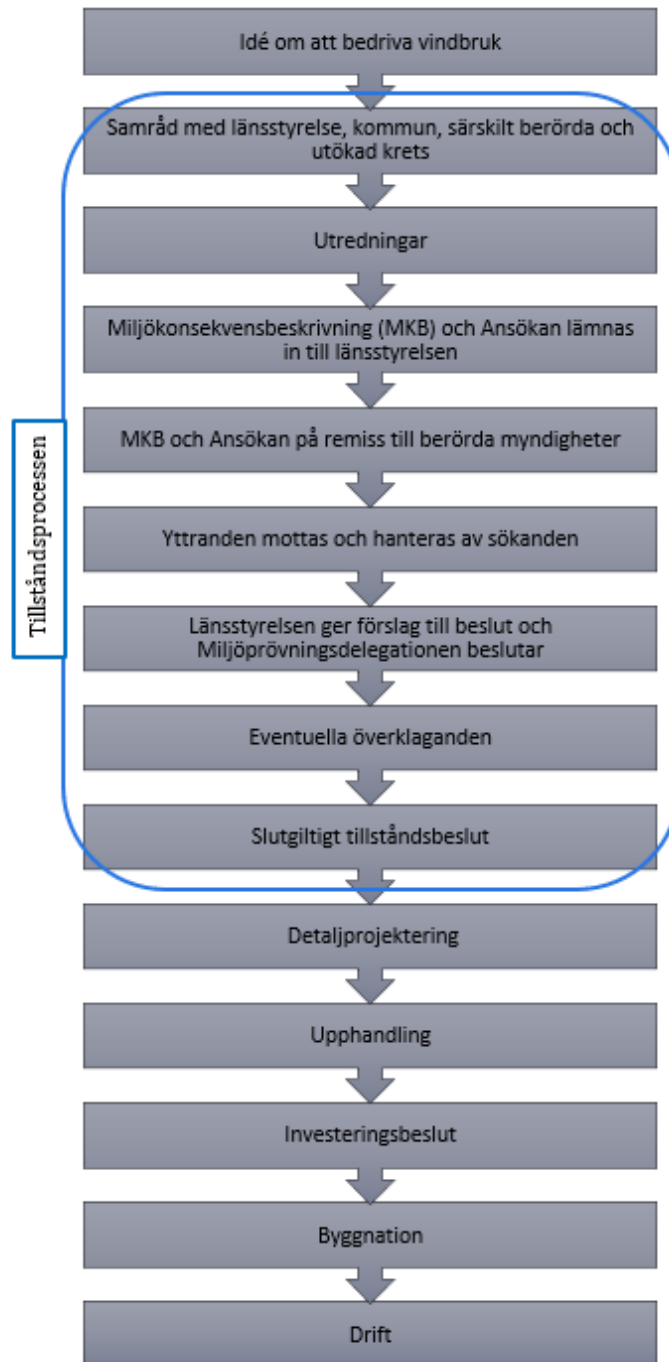 Idé om att bedriva vindbruk
Samråd med länsstyrelse, kommun, särskilt berörda och
utökad krets
Utredningar
Miljökonsekvensbeskrivning (MKB) och Ansökan lämnas
in till länsstyrelsen
MKB och Ansökan på remiss till berörda myndigheter
Tillståndsprocessen
Yttranden mottas och hanteras av sökanden
Länsstyrelsen ger förslag till beslut och
Miljöprövningsdelegationen beslutar
Eventuella överklaganden
Slutgiltigt tillståndsbeslut
Detaljprojektering
Upphandling
Investeringsbeslut
Byggnation
Drift